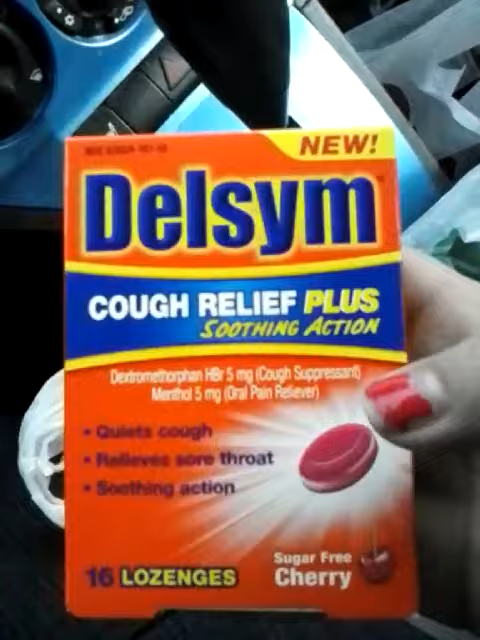 NEW!
Delsym
COUGH RELIEF PLUS
SOOTHING ACTION
Dextromethorphan HBr 5 mg (Cough Suppressant)
Menthol 5 mg (Oral Pain Reliever)
• Quiets cough
• Relieves sore throat
• Soothing action
16 LOZENGES
Sugar Free
Cherry